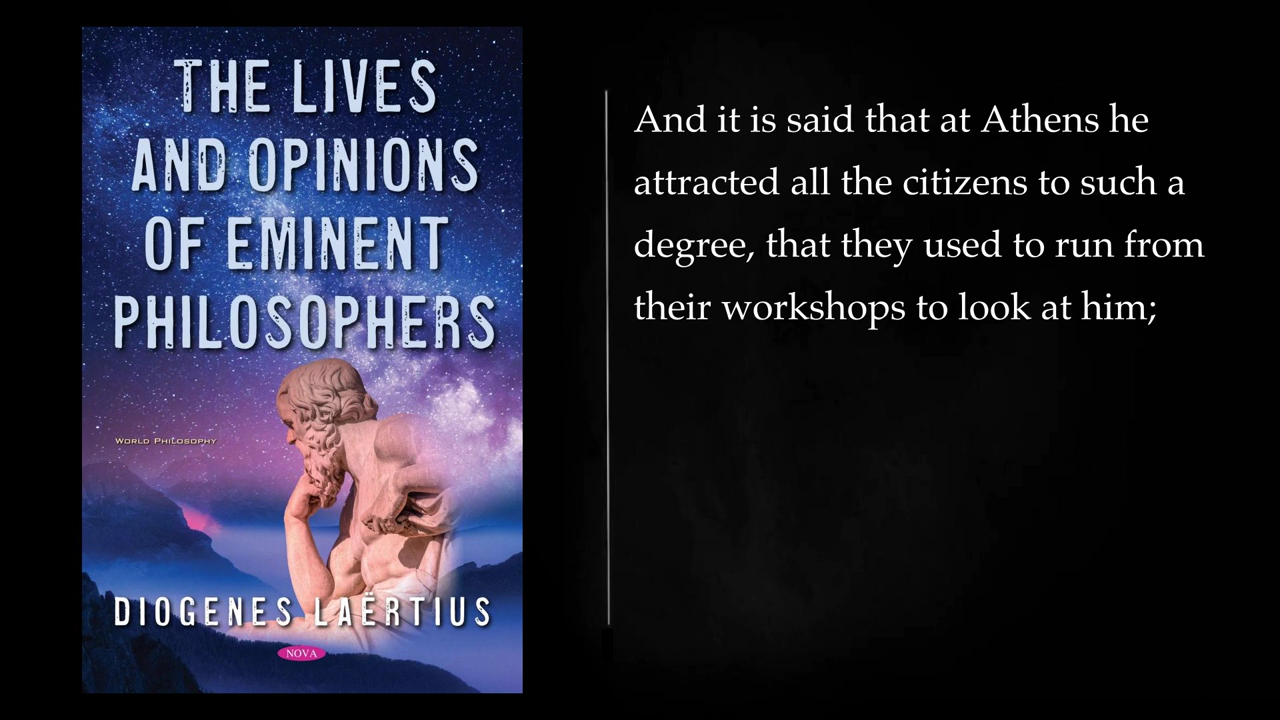 THE LIVES
AND OPINIONS
OF EMINENT
PHILOSOPHERS
WORLD PHILOSOPHY
DIOGENES LAËRTIUS
NOVA
And it is said that at Athens he
attracted all the citizens to such a
degree, that they used to run from
their workshops to look at him;